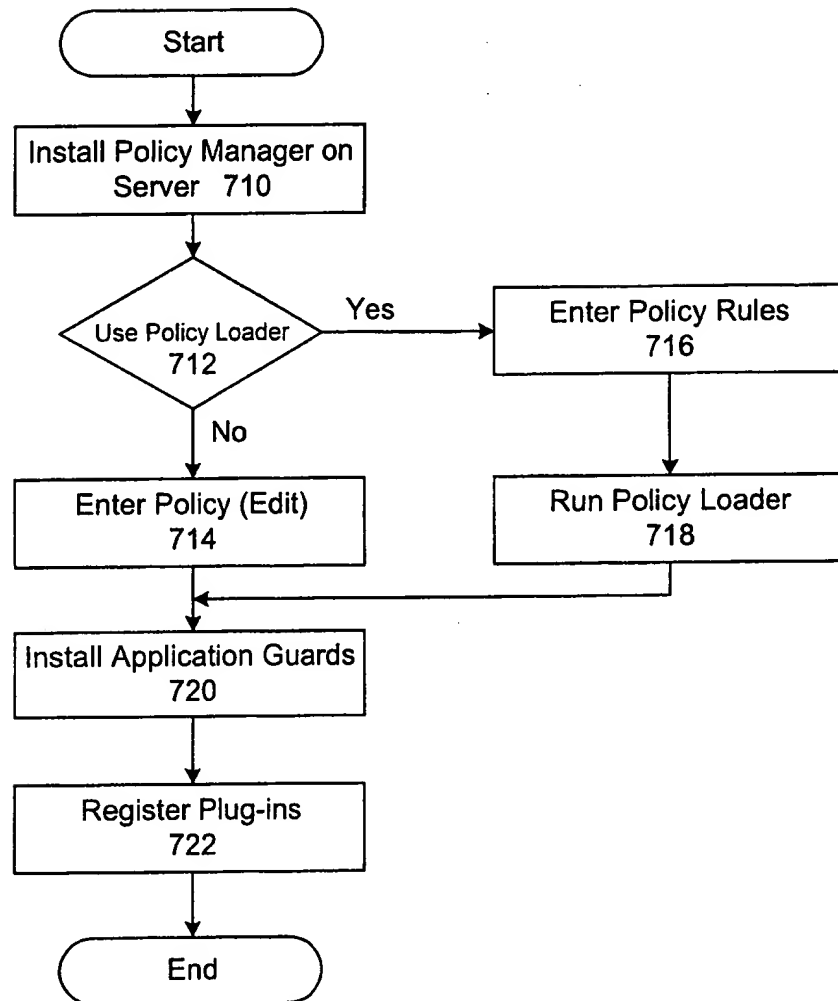 Start
Install Policy Manager on
Server 710
Use Policy Loader
712
Yes
No
Enter Policy Rules
716
Enter Policy (Edit)
714
Run Policy Loader
718
Install Application Guards
720
Register Plug-ins
722
End